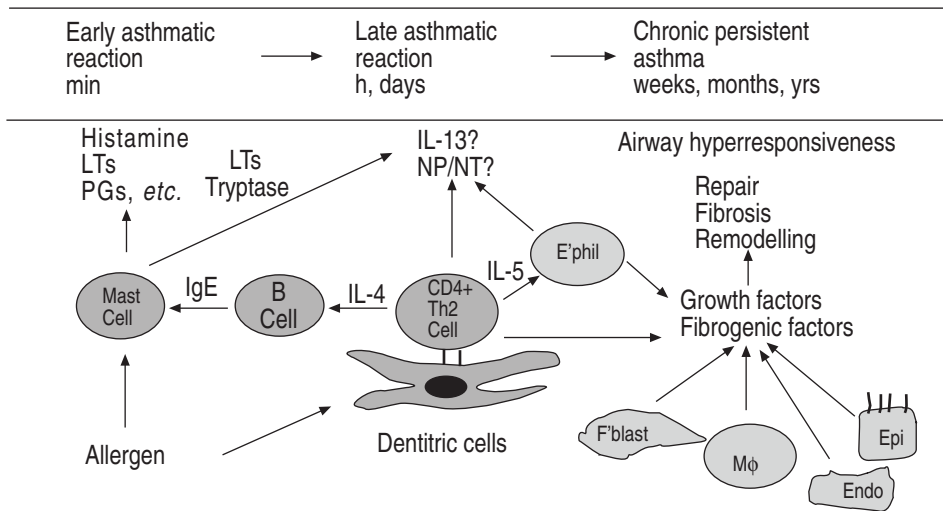 Early asthmatic
reaction
min
Late asthmatic
reaction
h, days
Chronic persistent
asthma
weeks, months, yrs
Histamine
LTs
PGs, etc.
LTs
Tryptase
IL-13?
NP/NT?
Airway hyperresponsiveness
Repair
Fibrosis
Remodelling
Mast
Cell
IgE
B
Cell
IL-4
CD4+
Th2
Cell
IL-5
E'phil
Growth factors
Fibrogenic factors
Allergen
Dentitric cells
F'blast
Mϕ
Endo
Epi